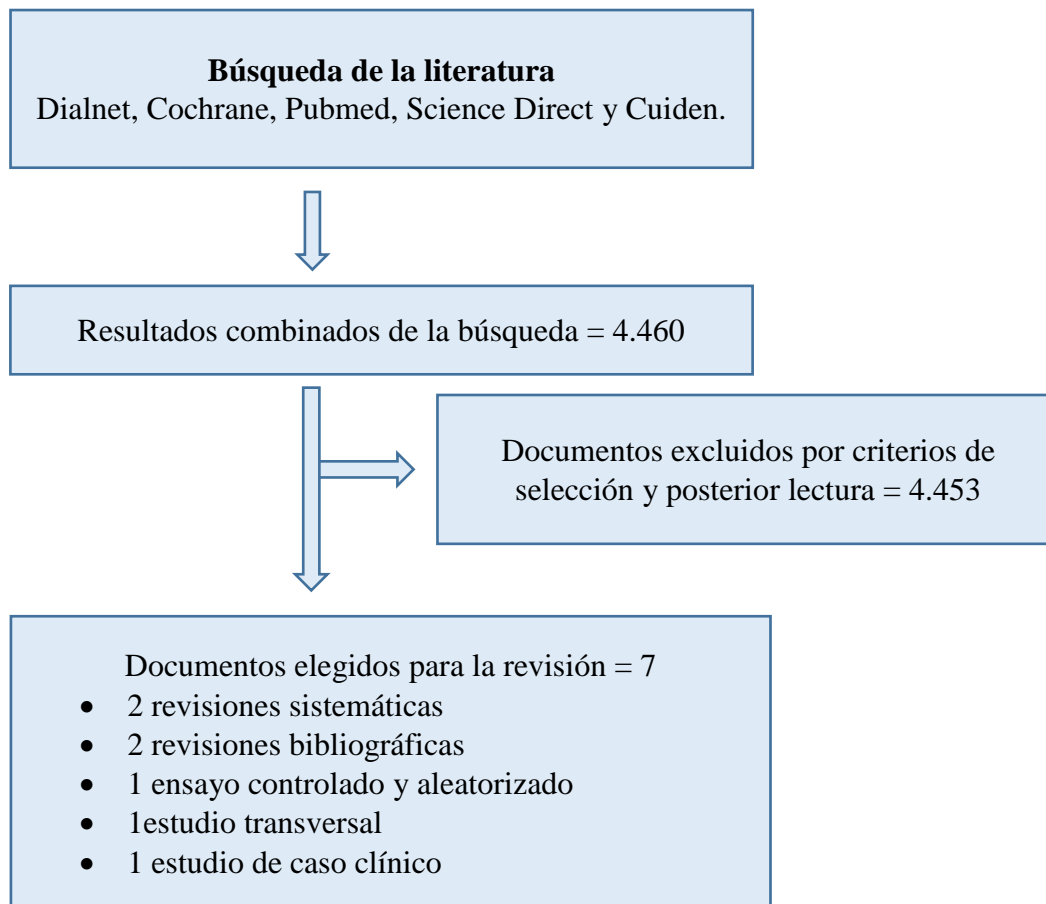 Búsqueda de la literatura
Dialnet, Cochrane, Pubmed, Science Direct y Cuiden.
Resultados combinados de la búsqueda = 4.460
Documentos excluidos por criterios de
selección y posterior lectura = 4.453
Documentos elegidos para la revisión = 7
• 2 revisiones sistemáticas
• 2 revisiones bibliográficas
• 1 ensayo controlado y aleatorizado
• 1estudio transversal
• 1 estudio de caso clínico